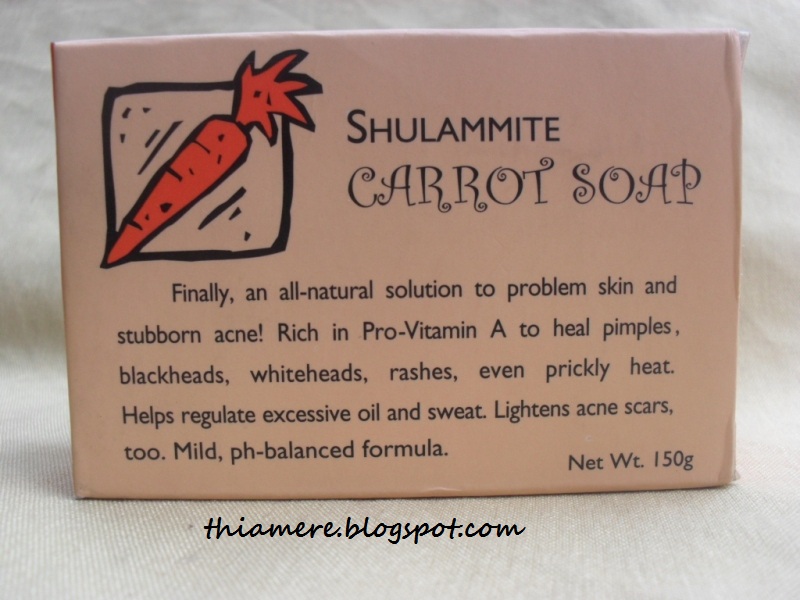 SHULAMMITE
CARROT SOAP
Finally, an all-natural solution to problem skin and
stubborn acne! Rich in Pro-Vitamin A to heal pimples,
blackheads, whiteheads, rashes, even prickly heat.
Helps regulate excessive oil and sweat. Lightens acne scars,
too. Mild, ph-balanced formula.
Net Wt. 150g
thiamere.blogspot.com